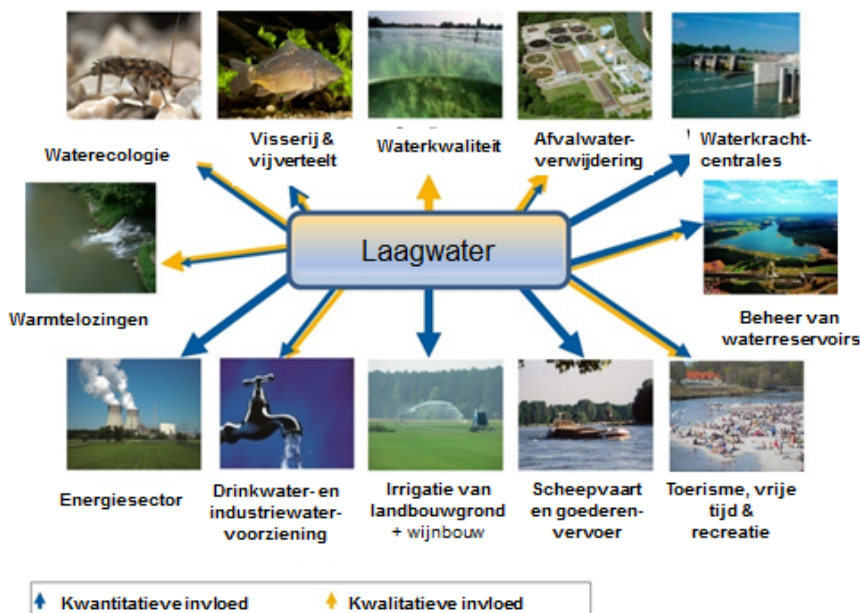 Waterecologie
Visserij &
vijverteelt
Waterkwaliteit
Afvalwater-
verwijdering
Waterkracht-
centrales
Laagwater
Warmtelozingen
Beheer van
waterreservoirs
Energiesector
Drinkwater- en
industriewater-
voorziening
Irrigatie van
landbouwgrond
+ wijnbouw
Scheepvaart
en goederen-
vervoer
Toerisme, vrije
tijd &
recreatie
Kwantitatieve invloed
Kwalitatieve invloed